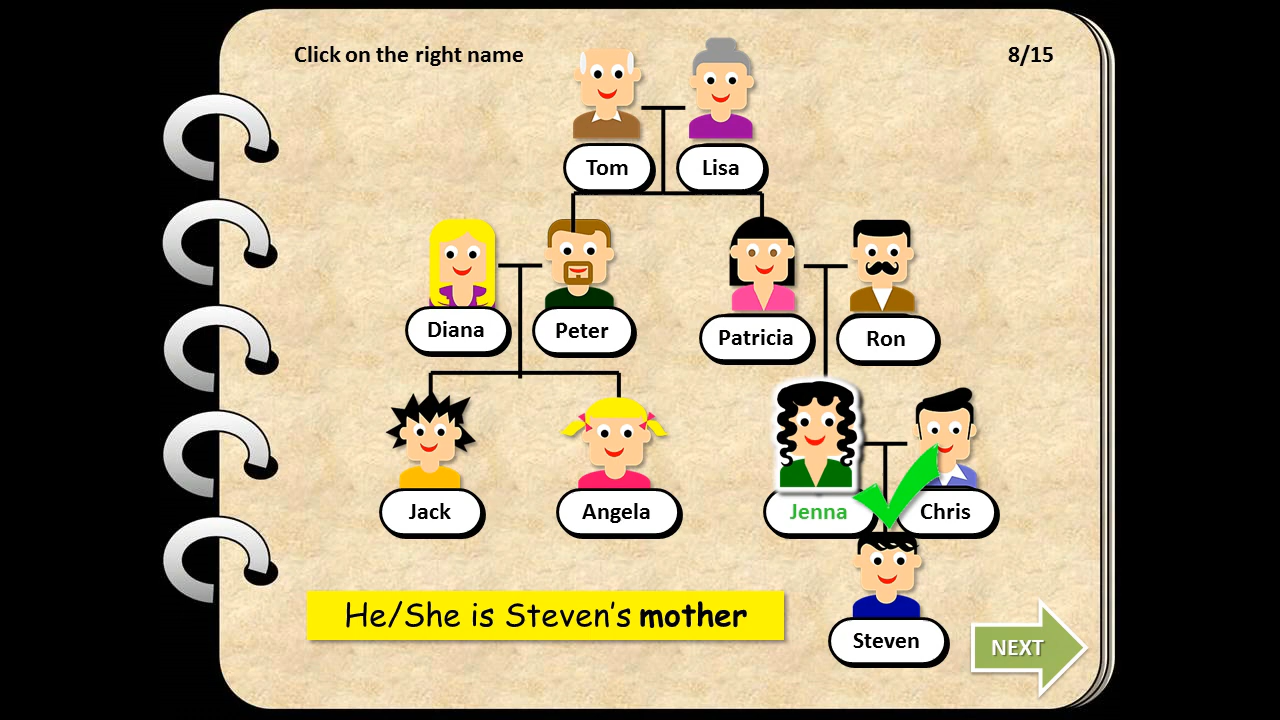 Click on the right name
8/15
Tom
Lisa
Diana
Peter
Patricia
Ron
Jack
Angela
Jenna
Chris
Steven
He/She is Steven's mother
NEXT